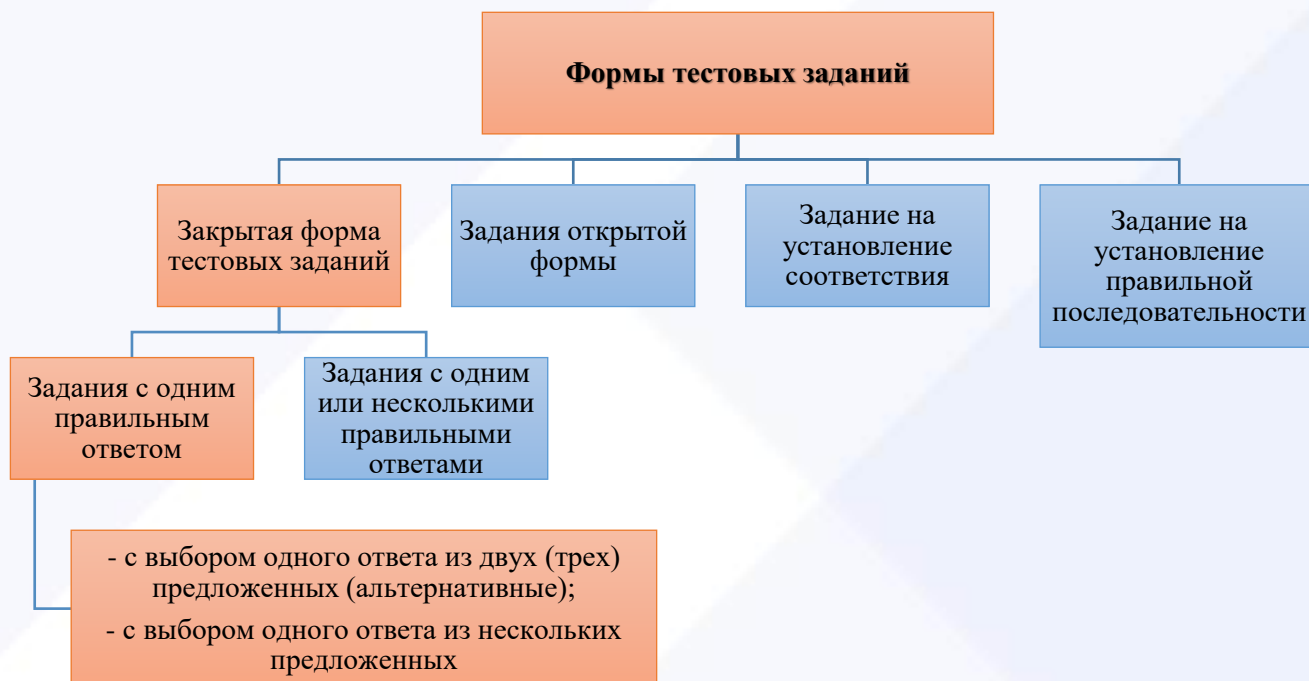 Формы тестовых заданий
Закрытая форма
тестовых заданий
Задания открытой
формы
Задание на
установление
соответствия
Задание на
установление
правильной
последовательности
Задания с одним
правильным
ответом
Задания с одним
или несколькими
правильными
ответами
- с выбором одного ответа из двух (трех)
предложенных (альтернативные);
- с выбором одного ответа из нескольких
предложенных